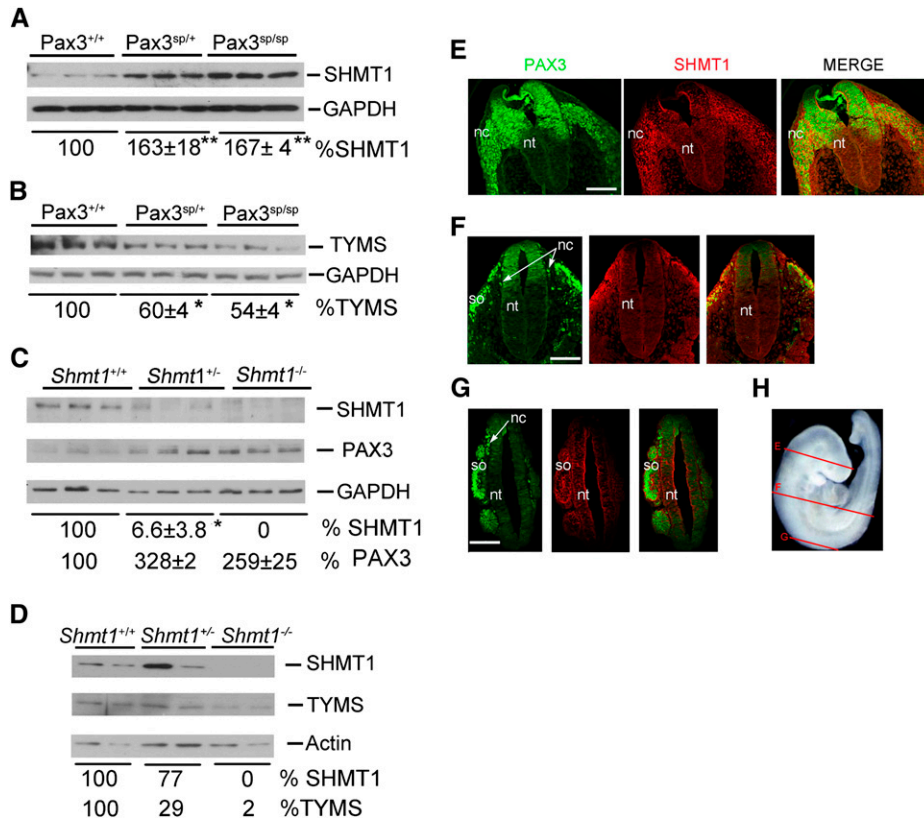 A
Pax3+/+ Pax3sp/+ Pax3sp/sp
SHMT1
GAPDH
100 163±18** 167± 4** %SHMT1
B
Pax3+/+ Pax3sp/+ Pax3sp/sp
TYMS
GAPDH
100 60±4 * 54±4 * %TYMS
C
Shmt1+/+ Shmt1+/- Shmt1-/-
SHMT1
PAX3
GAPDH
100 6.6±3.8 * 0 % SHMT1
100 328±2 259±25 % PAX3
D
Shmt1+/+ Shmt1+/- Shmt1-/-
SHMT1
TYMS
Actin
100 77 0 % SHMT1
100 29 2 %TYMS
E
PAX3 SHMT1 MERGE
nc nt nc nt nc
F
nc
so nt nt nt
G
nc
so so so
nt nt nt
H
E
F
G